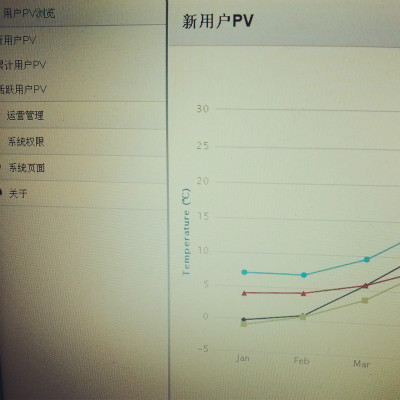 用户PV浏览
新用户PV
累计用户PV
活跃用户PV
运营管理
系统权限
系统页面
关于
新用户PV
30
25
20
15
10
5
0
-5
Temperature (℃)
Jan
Feb
Mar